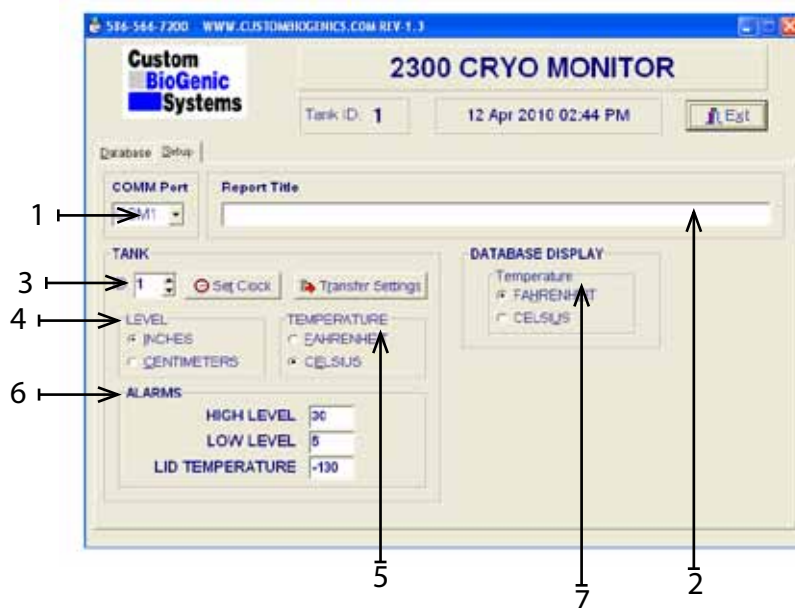 586-566-7200 WWW.CUSTOMBIOGENICS.COM REV-1.3
Custom
BioGenic
Systems
2300 CRYO MONITOR
Tank ID: 1
12 Apr 2010 02:44 PM
Exit
Database Setup
COMM Port
Report Title
1
2
TANK
DATABASE DISPLAY
3
1
Set Clock
Transfer Settings
Temperature
FAHRENHEIT
CELSIUS
4
LEVEL
INCHES
CENTIMETERS
TEMPERATURE
FAHRENHEIT
CELSIUS
6
ALARMS
HIGH LEVEL 30
LOW LEVEL 5
LID TEMPERATURE -130
5
7